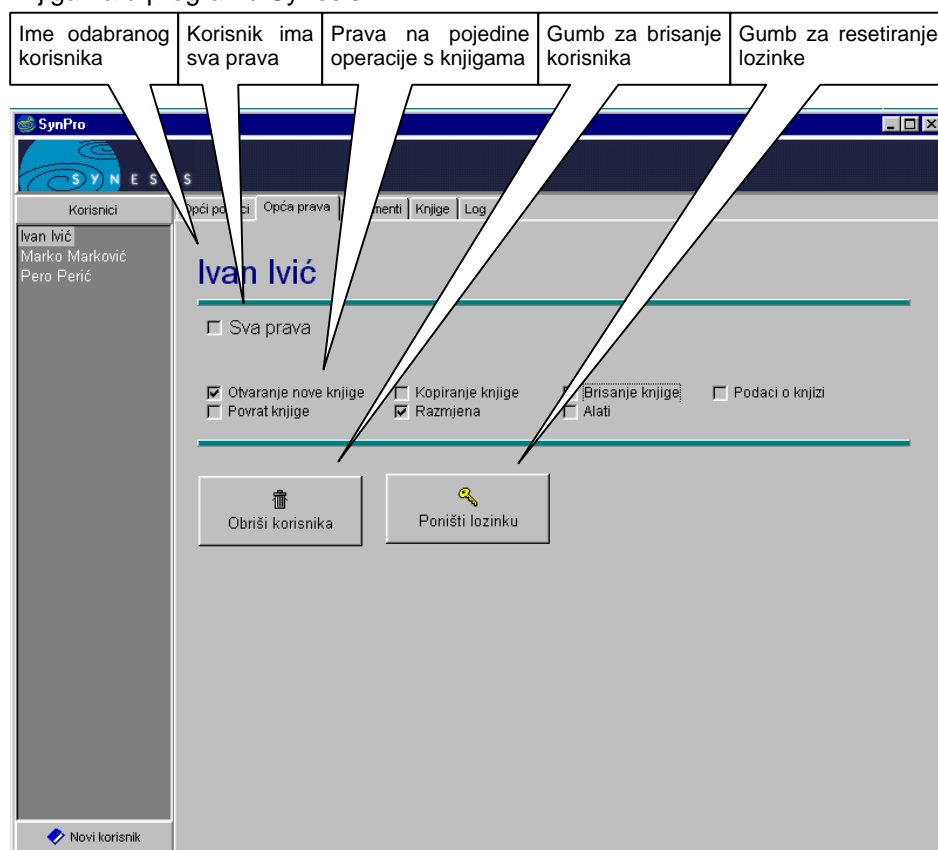 Ime odabranog
korisnika
Korisnik ima
sva prava
Prava na pojedine
operacije s knjigama
Gumb za brisanje
korisnika
Gumb za resetiranje
lozinke
SynPro
S Y N E S S
Korisnici
Opća prava
Knjige
Log
Ivan Ivić
Marko Marković
Pero Perić
Ivan Ivić
Sva prava
Otvaranje nove knjige
Kopiranje knjige
Brisanje knjige
Podaci o knjizi
Povrat knjige
Razmjena
Alati
Obriši korisnika
Poništi lozinku
Novi korisnik